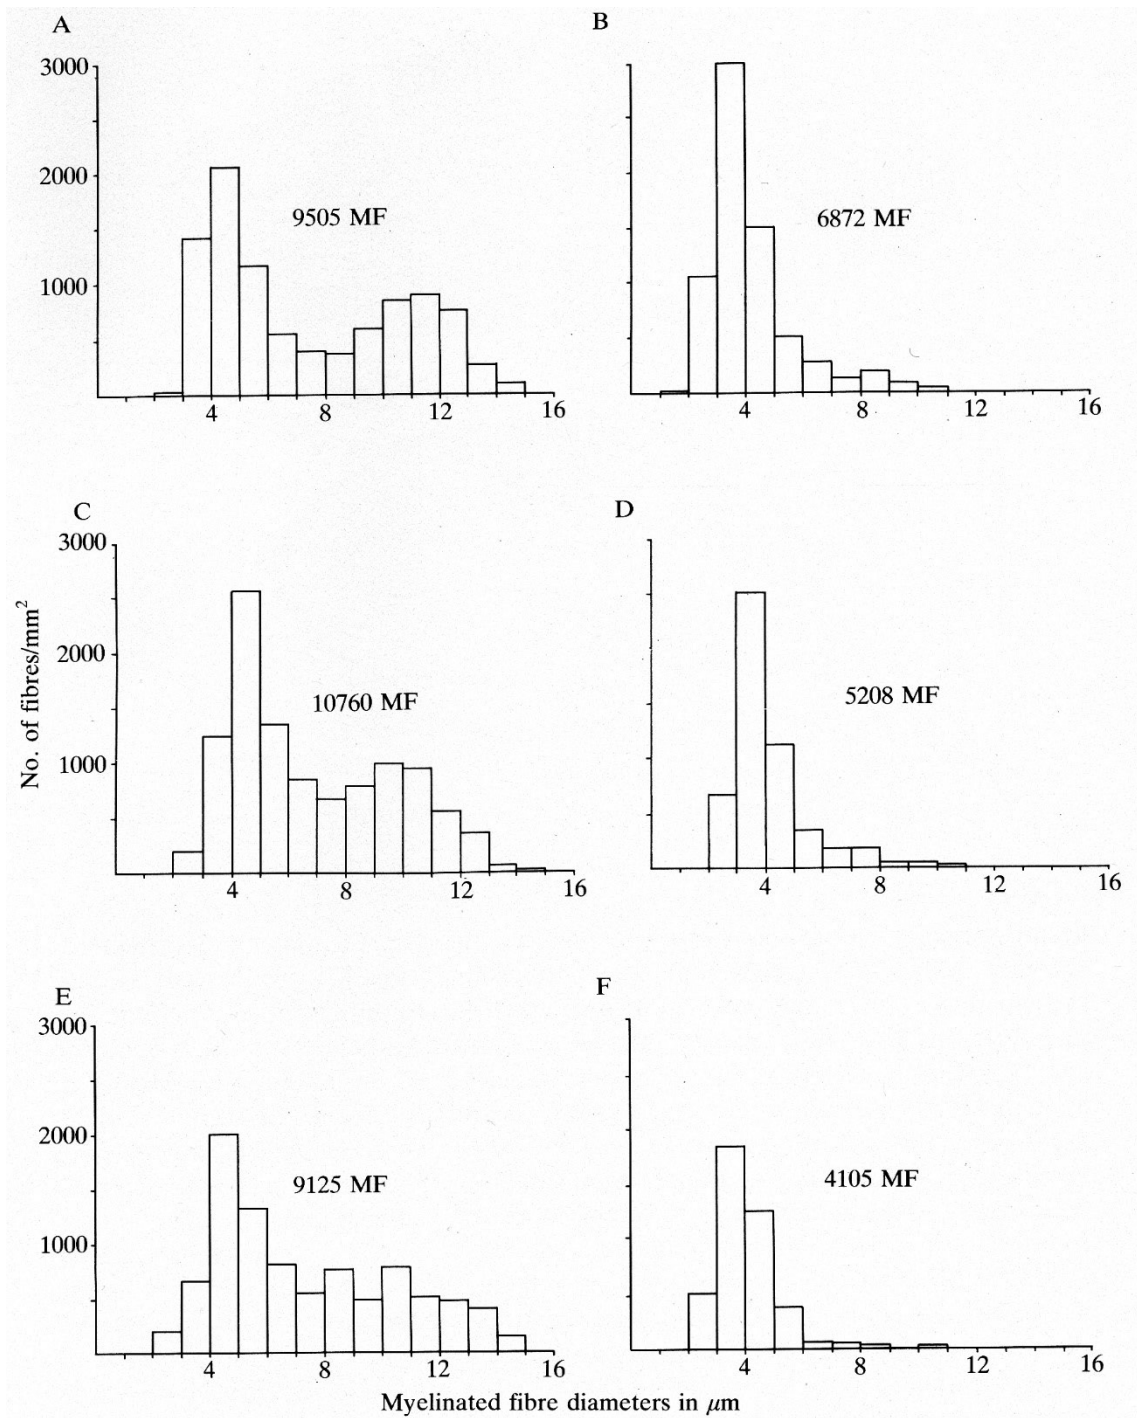 A
3000
2000
1000
9505 MF
4 8 12 16
B
6872 MF
4 8 12 16
C
3000
2000
1000
10760 MF
4 8 12 16
D
5208 MF
4 8 12 16
No. of fibres/mm²
E
3000
2000
1000
9125 MF
4 8 12 16
F
4105 MF
4 8 12 16
Myelinated fibre diameters in μm